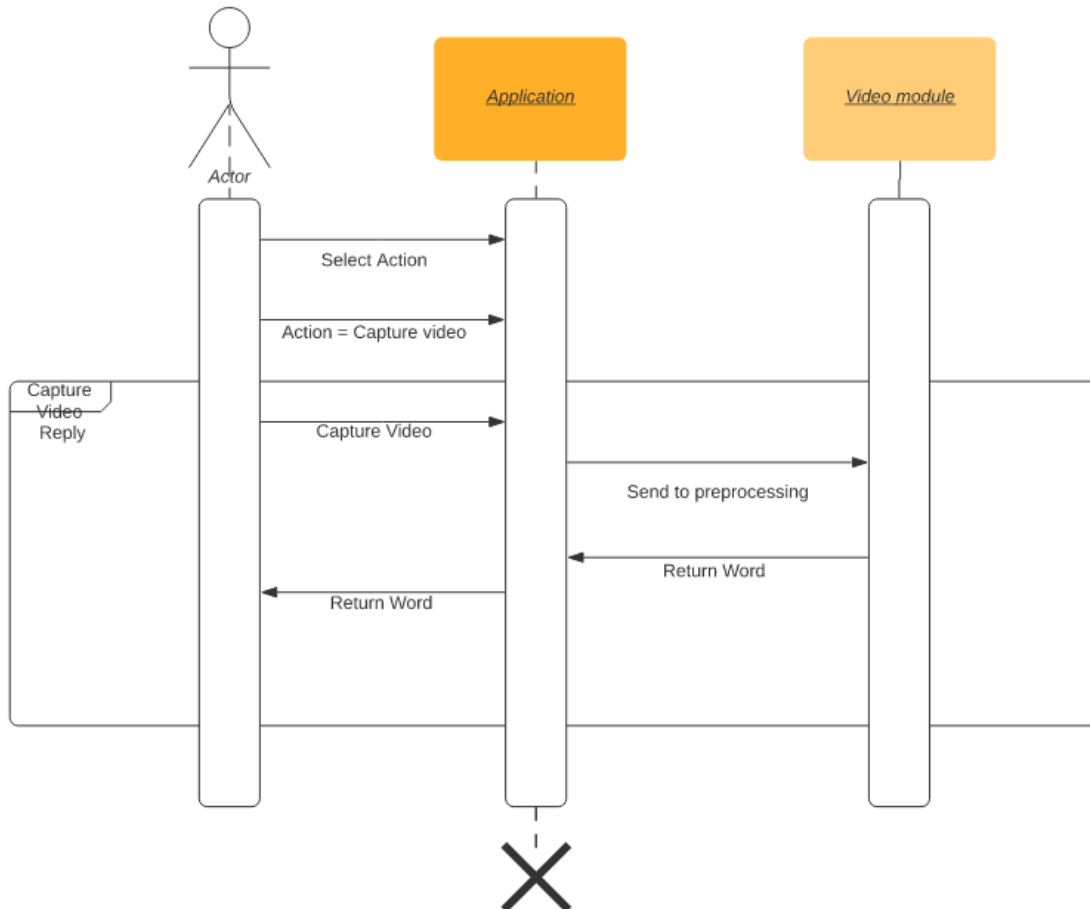 Actor
Application
Video module
Select Action
Action = Capture video
Capture
Video
Reply
Capture Video
Send to preprocessing
Return Word
Return Word